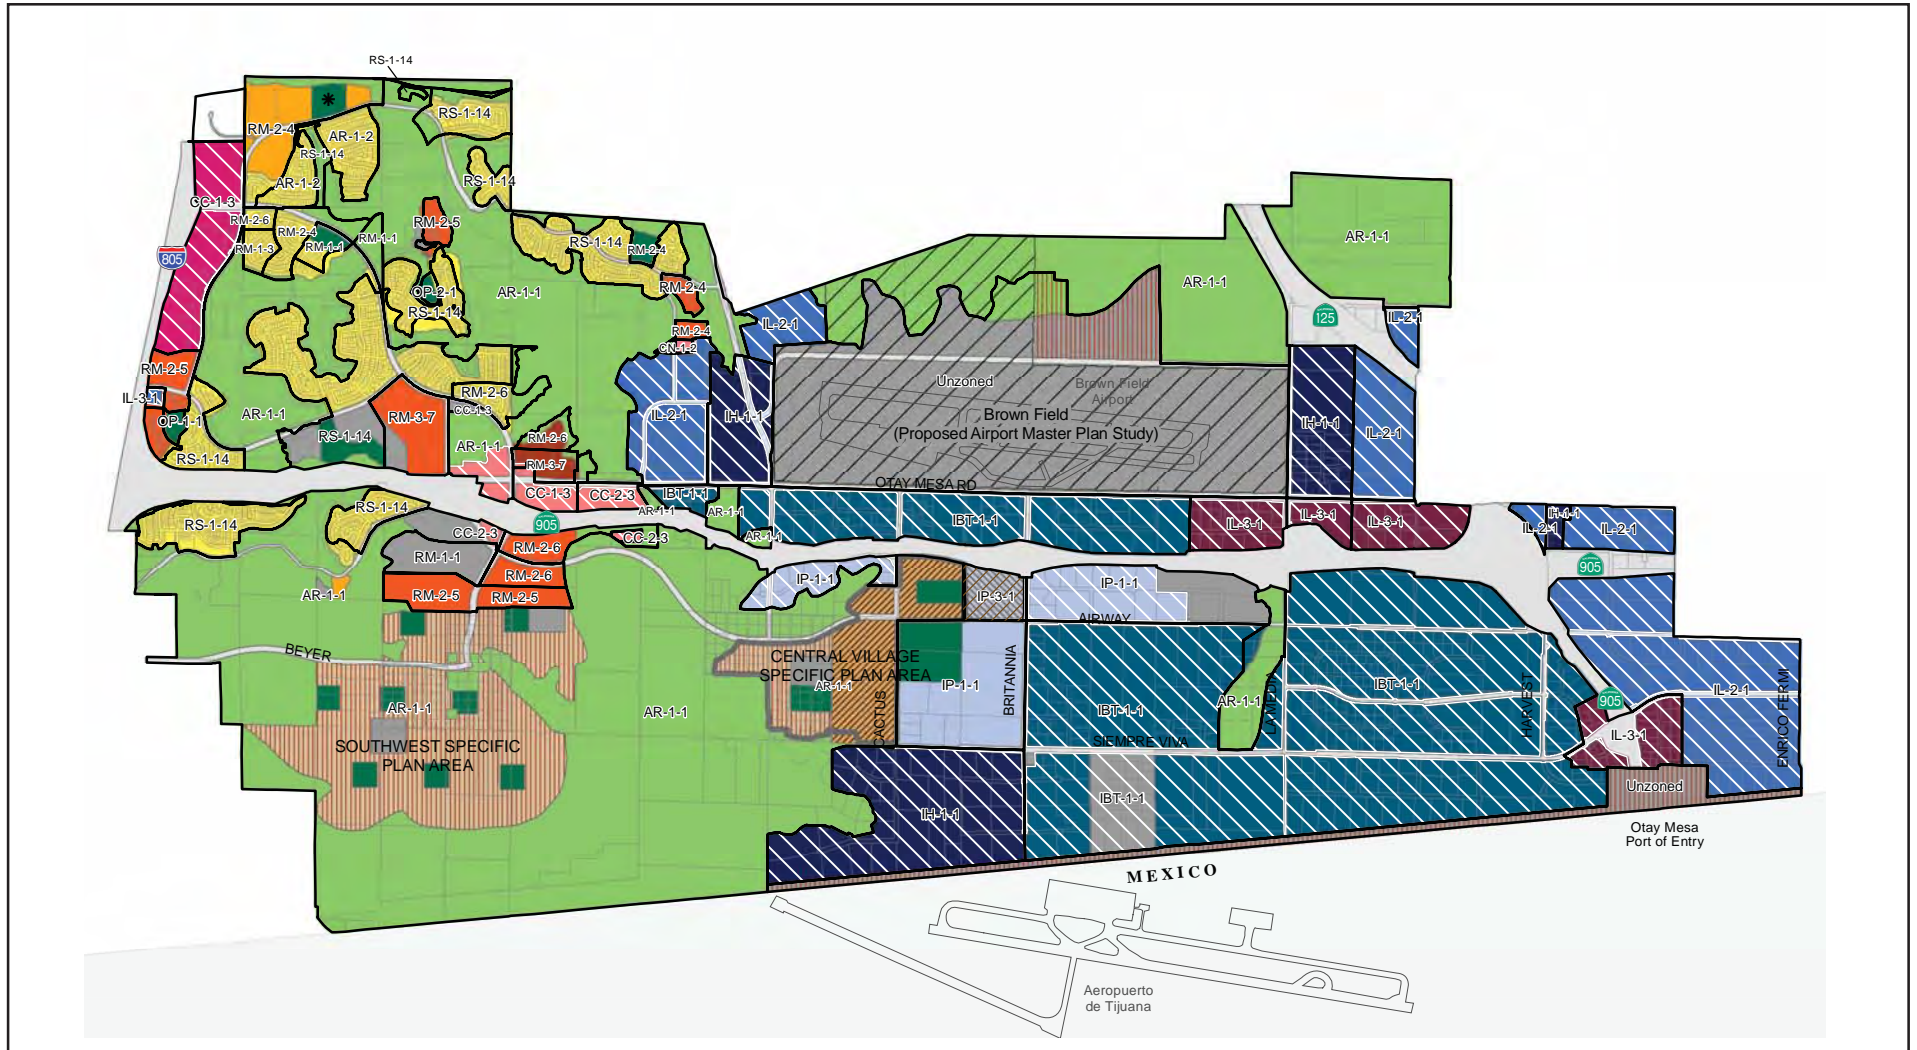 RS-1-14
RS-1-14
RM-2-4
AR-1-2
RS-1-14
AR-1-2
RS-1-14
CC-1-3
RM-2-6
RM-2-4
RM-1-3
RM-1-1
RM-1-1
RM-2-5
RS-1-14
RM-2-4
AR-1-1
AR-1-1
805
OP-2-1
RS-1-14
AR-1-1
RM-2-4
IL-2-1
125
IL-2-1
RM-2-4
CN-1-2
RM-2-5
IL-3-1
OP-1-1
AR-1-1
RM-3-7
RM-2-6
CC-1-3
Unzoned
Brown Field
Airport
Brown Field
(Proposed Airport Master Plan Study)
IL-2-1
IH-1-1
IH-1-1
IL-2-1
RS-1-14
RS-1-14
AR-1-1
RM-2-6
RM-3-7
OTAY MESA RD
CC-1-3
CC-2-3
IBT-1-1
AR-1-1
AR-1-1
RS-1-14
RS-1-14
905
CC-2-3
CC-2-3
AR-1-1
IBT-1-1
IL-3-1
IL-3-1
IL-3-1
IL-2-1
IH-1-1
IL-2-1
905
RM-1-1
RM-2-6
RM-2-6
RM-2-5
RM-2-5
AR-1-1
IP-1-1
IP-3-1
IP-1-1
AIRWAY
BEYER
CENTRAL VILLAGE
SPECIFIC PLAN AREA
AR-1-1
CACTUS
IP-1-1
BRITANNIA
IBT-1-1
AR-1-1
LA MEDIA
IBT-1-1
HARVEST
905
IL-2-1
ENRICO FERMI
AR-1-1
AR-1-1
SOUTHWEST SPECIFIC
PLAN AREA
SIEMPRE VIVA
IL-3-1
IH-1-1
IBT-1-1
Unzoned
Otay Mesa
Port of Entry
MEXICO
Aeropuerto
de Tijuana